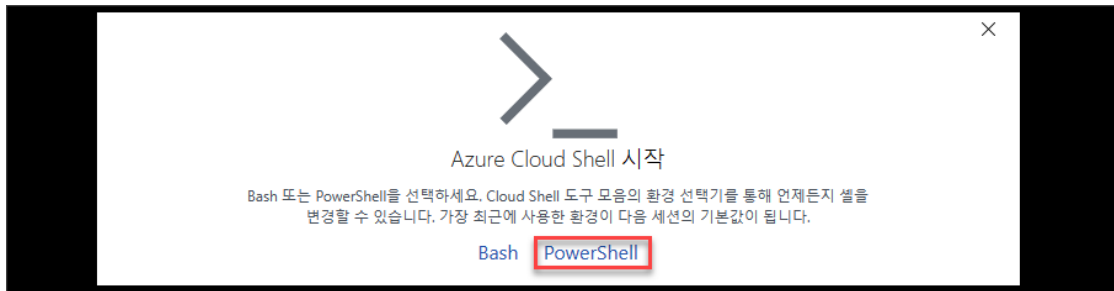 Azure Cloud Shell 시작
Bash 또는 PowerShell을 선택하세요. Cloud Shell 도구 모음의 환경 선택기를 통해 언제든지 셸을
변경할 수 있습니다. 가장 최근에 사용한 환경이 다음 세션의 기본값이 됩니다.
Bash PowerShell